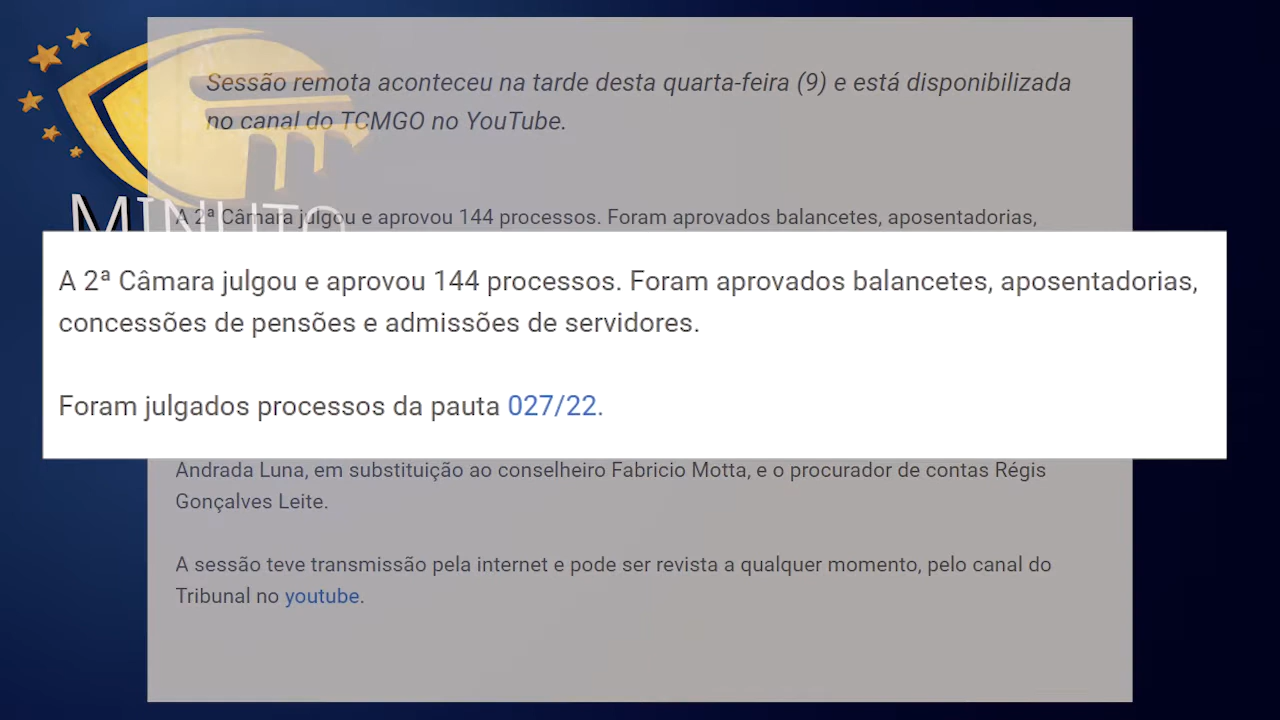 Sessão remota aconteceu na tarde desta quarta-feira (9) e está disponibilizada
no canal do TCMGO no YouTube.
MINUTO
A 2ª Câmara julgou e aprovou 144 processos. Foram aprovados balancetes, aposentadorias,
A 2ª Câmara julgou e aprovou 144 processos. Foram aprovados balancetes, aposentadorias,
concessões de pensões e admissões de servidores.
Foram julgados processos da pauta 027/22.
Andrada Luna, em substituição ao conselheiro Fabricio Motta, e o procurador de contas Régis
Gonçalves Leite.
A sessão teve transmissão pela internet e pode ser revista a qualquer momento, pelo canal do
Tribunal no youtube.